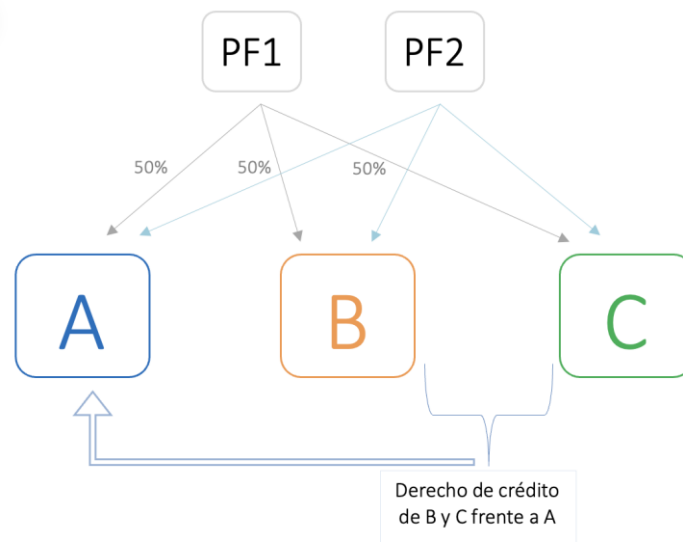 PF1
PF2
50%
50%
50%
A
B
C
Derecho de crédito
de B y C frente a A